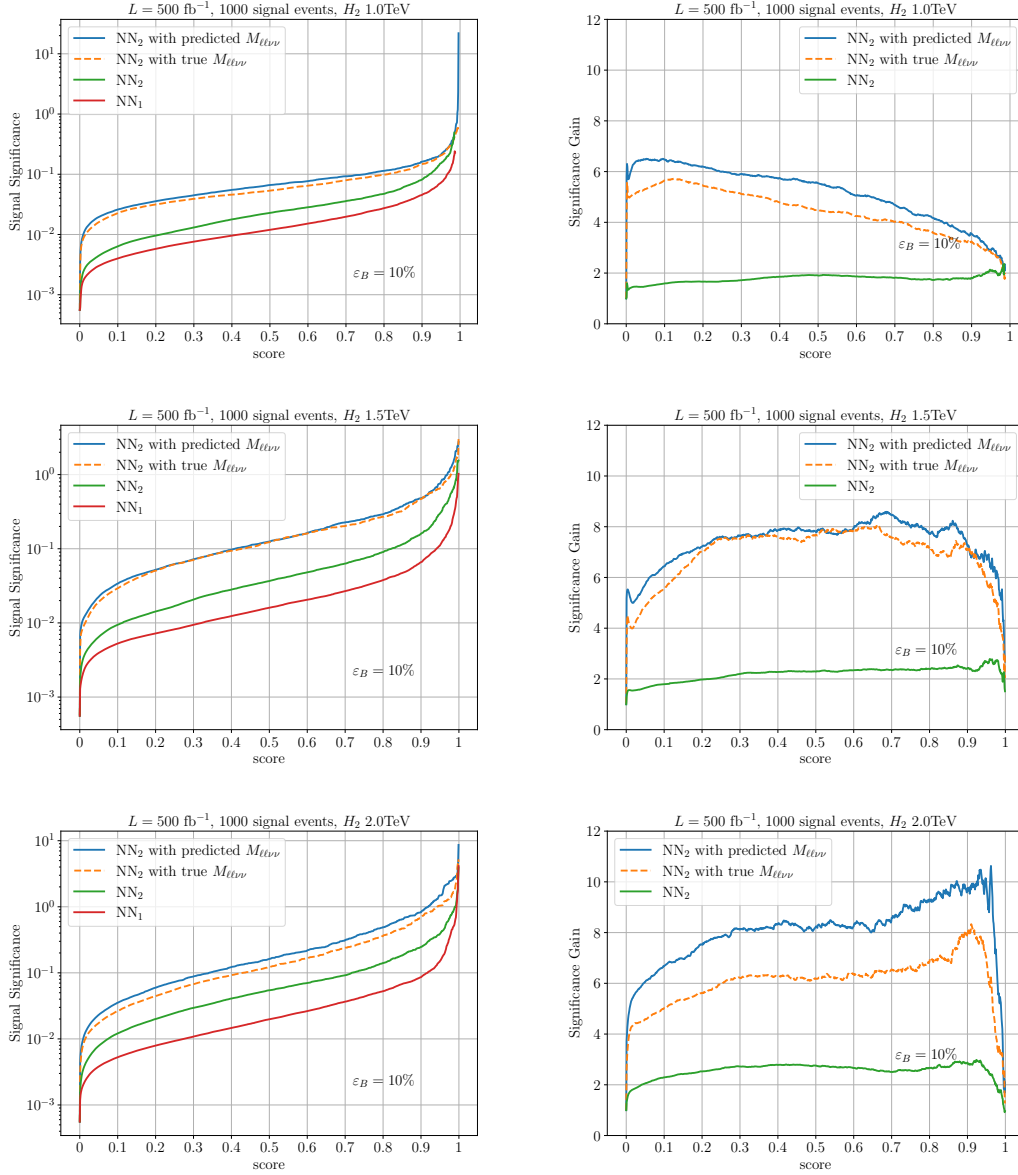 L = 500 fb⁻¹, 1000 signal events, H₂ 1.0TeV
NN₂ with predicted M_ℓℓνν
NN₂ with true M_ℓℓνν
NN₂
NN₁
Signal Significance
10¹
10⁰
10⁻¹
10⁻²
10⁻³
ε_B = 10%
0 0.1 0.2 0.3 0.4 0.5 0.6 0.7 0.8 0.9 1
score
L = 500 fb⁻¹, 1000 signal events, H₂ 1.0TeV
NN₂ with predicted M_ℓℓνν
NN₂ with true M_ℓℓνν
NN₂
Significance Gain
12
10
8
6
4
2
0
ε_B = 10%
0 0.1 0.2 0.3 0.4 0.5 0.6 0.7 0.8 0.9 1
score
L = 500 fb⁻¹, 1000 signal events, H₂ 1.5TeV
NN₂ with predicted M_ℓℓνν
NN₂ with true M_ℓℓνν
NN₂
NN₁
Signal Significance
10⁰
10⁻¹
10⁻²
10⁻³
ε_B = 10%
0 0.1 0.2 0.3 0.4 0.5 0.6 0.7 0.8 0.9 1
score
L = 500 fb⁻¹, 1000 signal events, H₂ 1.5TeV
NN₂ with predicted M_ℓℓνν
NN₂ with true M_ℓℓνν
NN₂
Significance Gain
12
10
8
6
4
2
0
ε_B = 10%
0 0.1 0.2 0.3 0.4 0.5 0.6 0.7 0.8 0.9 1
score
L = 500 fb⁻¹, 1000 signal events, H₂ 2.0TeV
NN₂ with predicted M_ℓℓνν
NN₂ with true M_ℓℓνν
NN₂
NN₁
Signal Significance
10¹
10⁰
10⁻¹
10⁻²
10⁻³
ε_B = 10%
0 0.1 0.2 0.3 0.4 0.5 0.6 0.7 0.8 0.9 1
score
L = 500 fb⁻¹, 1000 signal events, H₂ 2.0TeV
NN₂ with predicted M_ℓℓνν
NN₂ with true M_ℓℓνν
NN₂
Significance Gain
12
10
8
6
4
2
0
ε_B = 10%
0 0.1 0.2 0.3 0.4 0.5 0.6 0.7 0.8 0.9 1
score